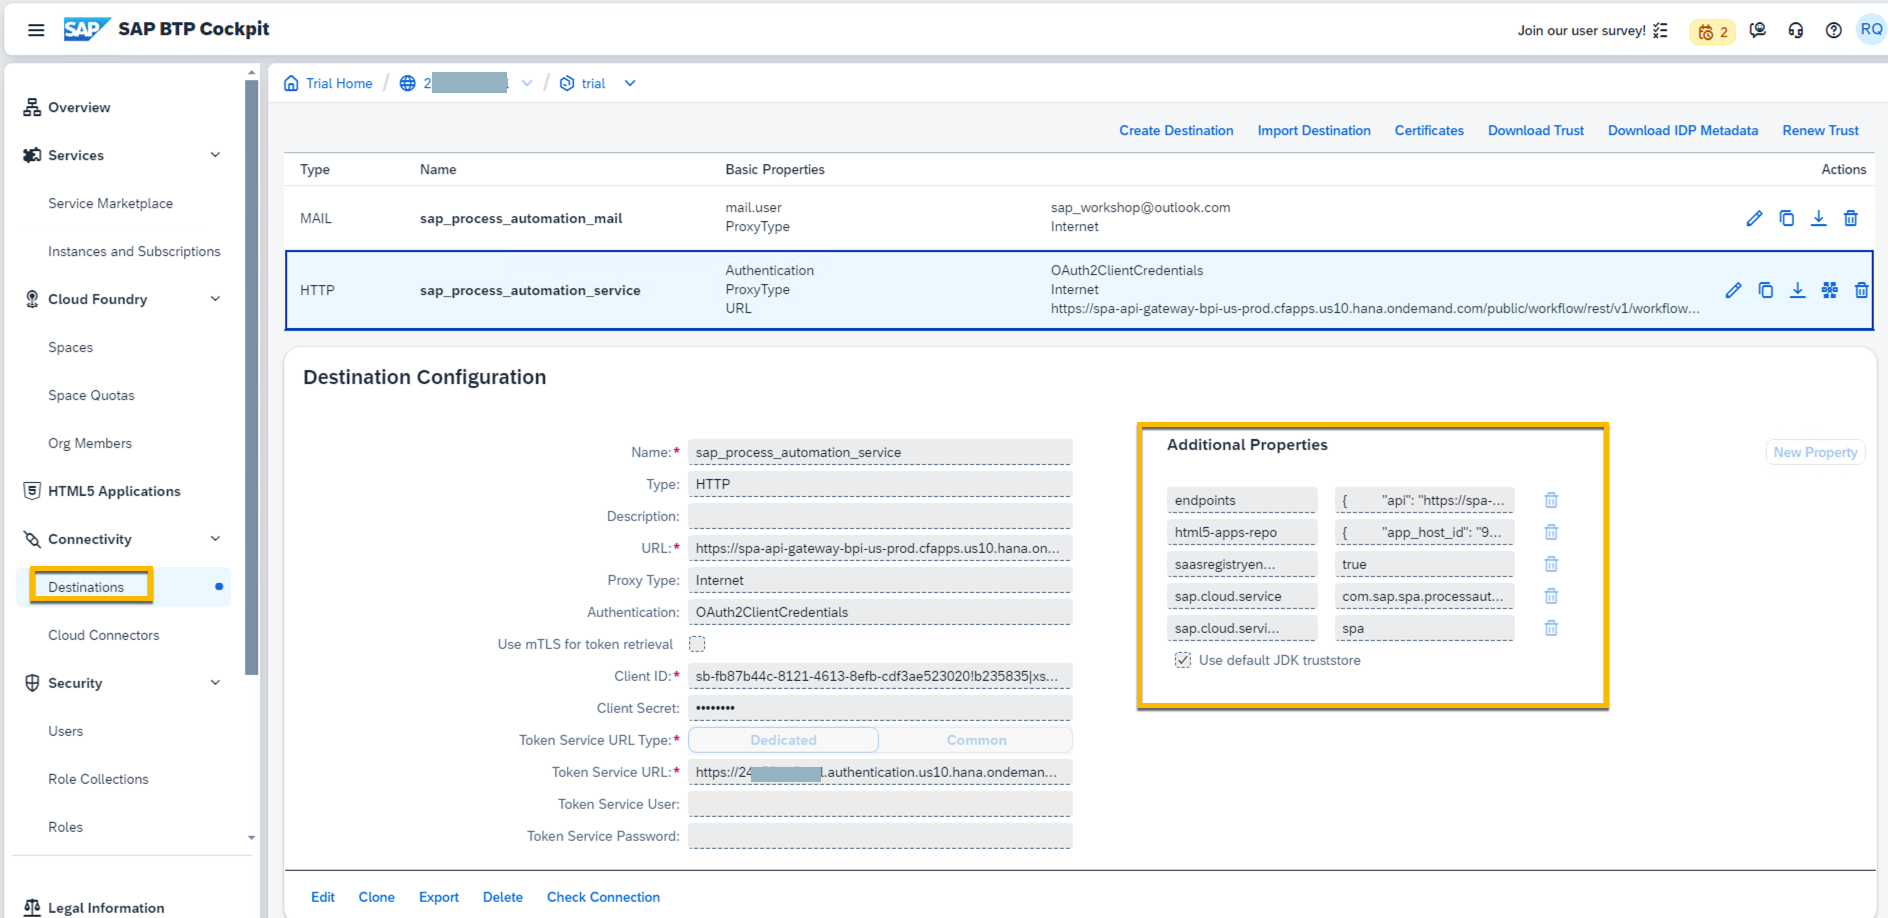 SAP SAP BTP Cockpit
Join our user survey! 2 RQ
Overview
Services
Service Marketplace
Instances and Subscriptions
Cloud Foundry
Spaces
Space Quotas
Org Members
HTML5 Applications
Connectivity
Destinations
Cloud Connectors
Security
Users
Role Collections
Roles
Legal Information
Trial Home / 2 / trial
Create Destination Import Destination Certificates Download Trust Download IDP Metadata Renew Trust
Type Name Basic Properties Actions
MAIL sap_process_automation_mail
mail.user sap_workshop@outlook.com
ProxyType Internet
HTTP sap_process_automation_service
Authentication OAuth2ClientCredentials
ProxyType Internet
URL https://spa-api-gateway-bpi-us-prod.cfapps.us10.hana.ondemand.com/public/workflow/rest/v1/workflow...
Destination Configuration
Name:* sap_process_automation_service
Type: HTTP
Description:
URL:* https://spa-api-gateway-bpi-us-prod.cfapps.us10.hana.on...
Proxy Type: Internet
Authentication: OAuth2ClientCredentials
Use mTLS for token retrieval
Client ID:* sb-fb87b44c-8121-4613-8efb-cdf3ae523020!b235835|xs...
Client Secret: ••••••••
Token Service URL Type:* Dedicated Common
Token Service URL:* https://24 .authentication.us10.hana.ondeman...
Token Service User:
Token Service Password:
Additional Properties
New Property
endpoints { "api": "https://spa-...
html5-apps-repo { "app_host_id": "9...
saasregistryen... true
sap.cloud.service com.sap.spa.processaut...
sap.cloud.servi... spa
Use default JDK truststore
Edit Clone Export Delete Check Connection